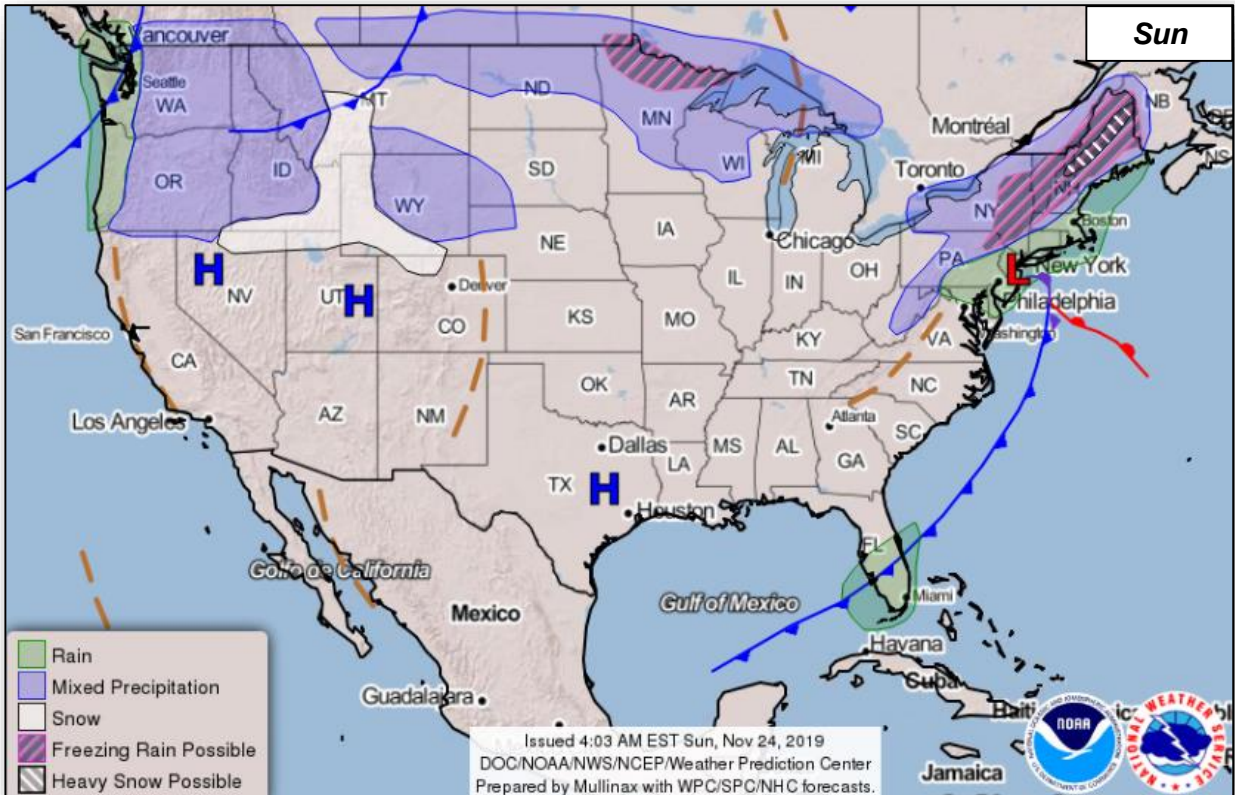 Sun
Vancouver
Seattle
WA
MT
ND
MN
OR
ID
SD
WI
MI
Montréal
NB
NS
Toronto
WY
NY
Boston
NE
IA
Chicago
PA
H
NV
UT
H
Denver
CO
IL
IN
OH
L
New York
Philadelphia
San Francisco
CA
KS
MO
KY
VA
Washington
Los Angeles
AZ
NM
OK
AR
TN
NC
Atlanta
Dallas
MS
AL
SC
LA
GA
TX
H
Houston
FL
Golfo de California
Mexico
Gulf of Mexico
Miami
Havana
Cuba
Guadalajara
Jamaica
Rain
Mixed Precipitation
Snow
Freezing Rain Possible
Heavy Snow Possible
Issued 4:03 AM EST Sun, Nov 24, 2019
DOC/NOAA/NWS/NCEP/Weather Prediction Center
Prepared by Mullinax with WPC/SPC/NHC forecasts.
NOAA
NATIONAL WEATHER SERVICE